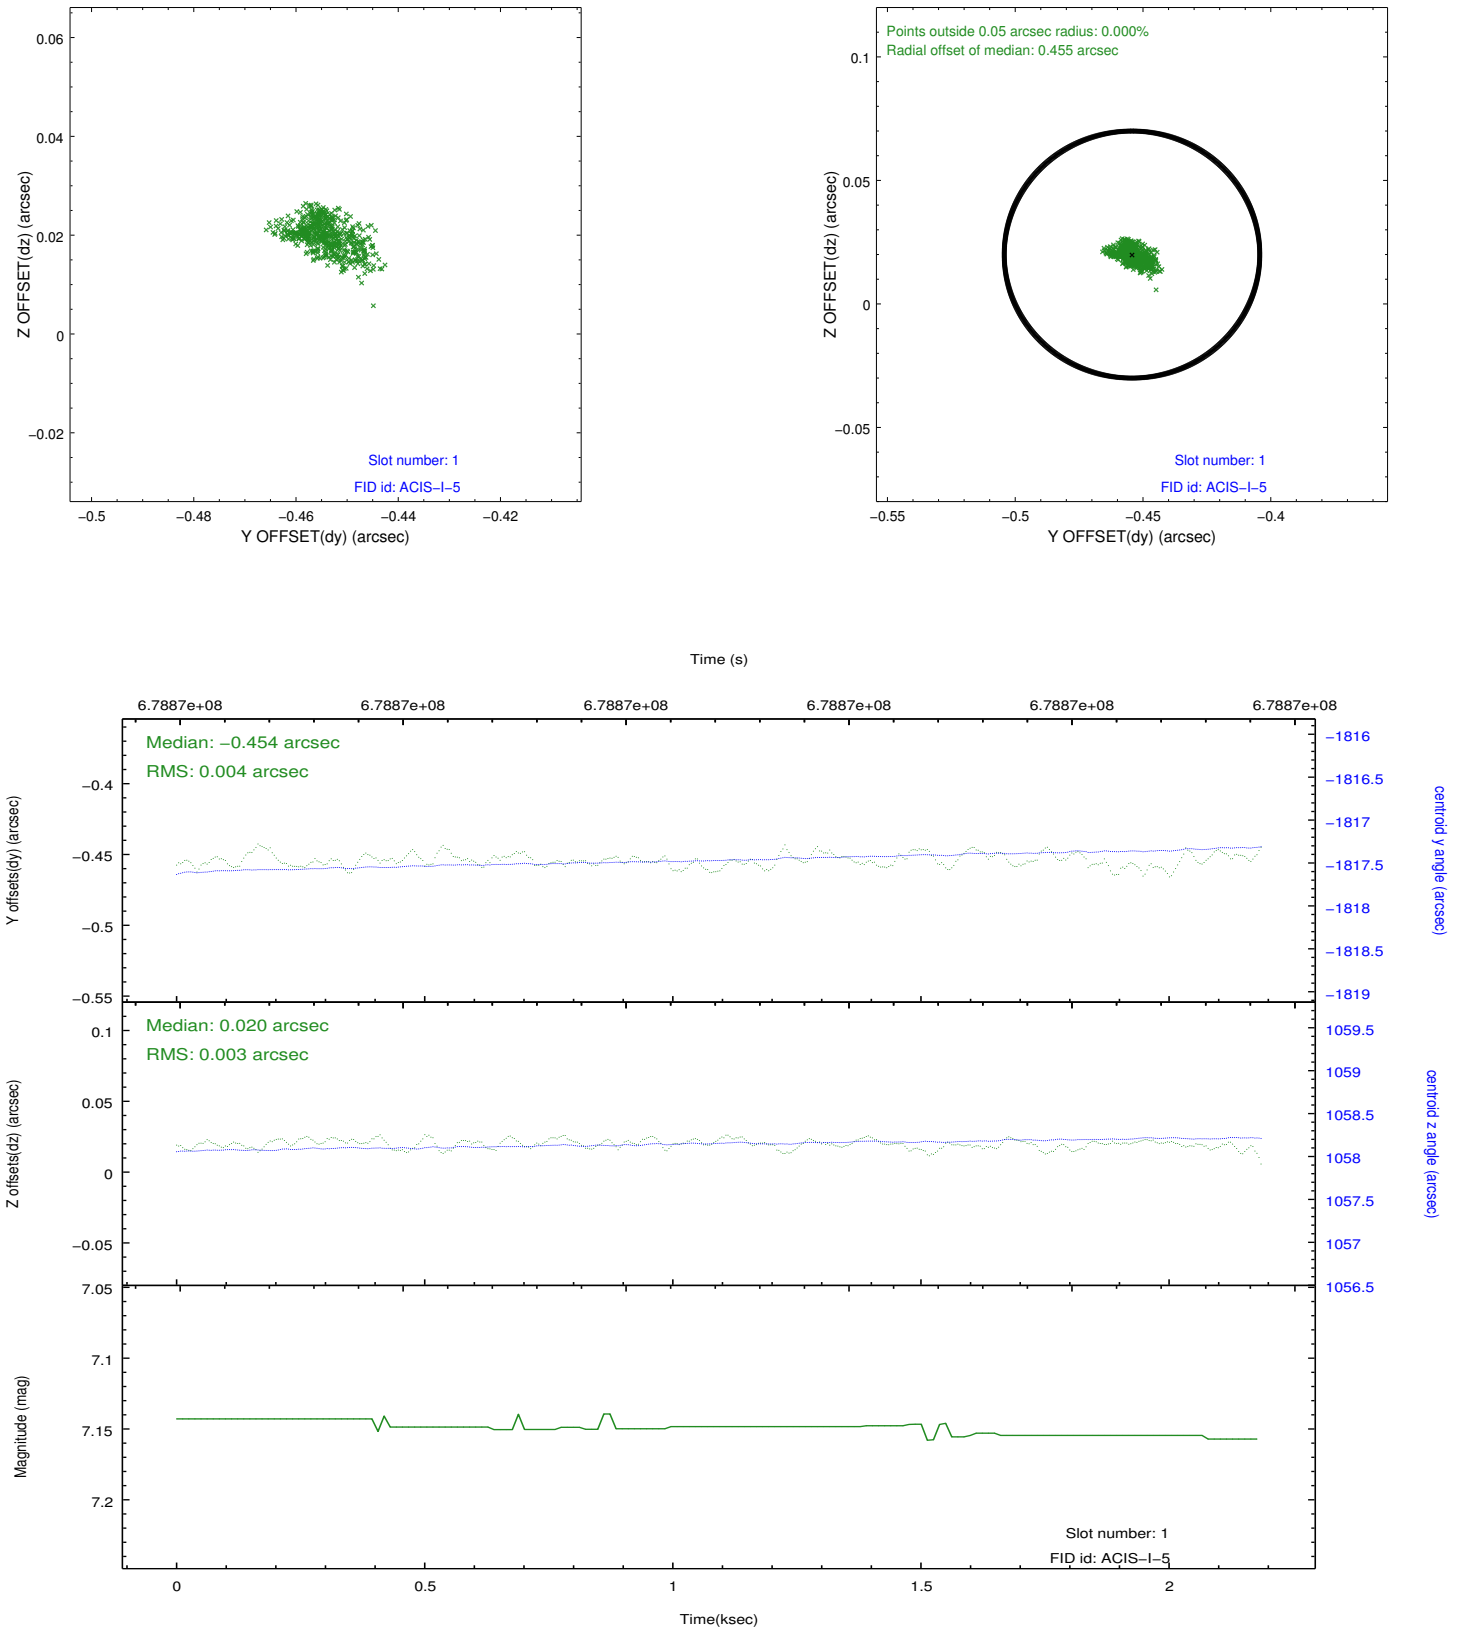 0.06
0.04
0.02
0
−0.02
Z OFFSET(dz) (arcsec)
Slot number: 1
FID id: ACIS−I−5
−0.5 −0.48 −0.46 −0.44 −0.42
Y OFFSET(dy) (arcsec)
Points outside 0.05 arcsec radius: 0.000%
Radial offset of median: 0.455 arcsec
0.1
0.05
0
−0.05
Z OFFSET(dz) (arcsec)
Slot number: 1
FID id: ACIS−I−5
−0.55 −0.5 −0.45 −0.4
Y OFFSET(dy) (arcsec)
Time (s)
6.7887e+08 6.7887e+08 6.7887e+08 6.7887e+08 6.7887e+08 6.7887e+08
Median: −0.454 arcsec
RMS: 0.004 arcsec
−0.4
−0.45
−0.5
−0.55
Y offsets(dy) (arcsec)
−1816
−1816.5
−1817
−1817.5
−1818
−1818.5
−1819
centroid y angle (arcsec)
Median: 0.020 arcsec
RMS: 0.003 arcsec
0.1
0.05
0
−0.05
Z offsets(dz) (arcsec)
1059.5
1059
1058.5
1058
1057.5
1057
1056.5
centroid z angle (arcsec)
7.05
7.1
7.15
7.2
Magnitude (mag)
Slot number: 1
FID id: ACIS−I−5
0 0.5 1 1.5 2
Time(ksec)